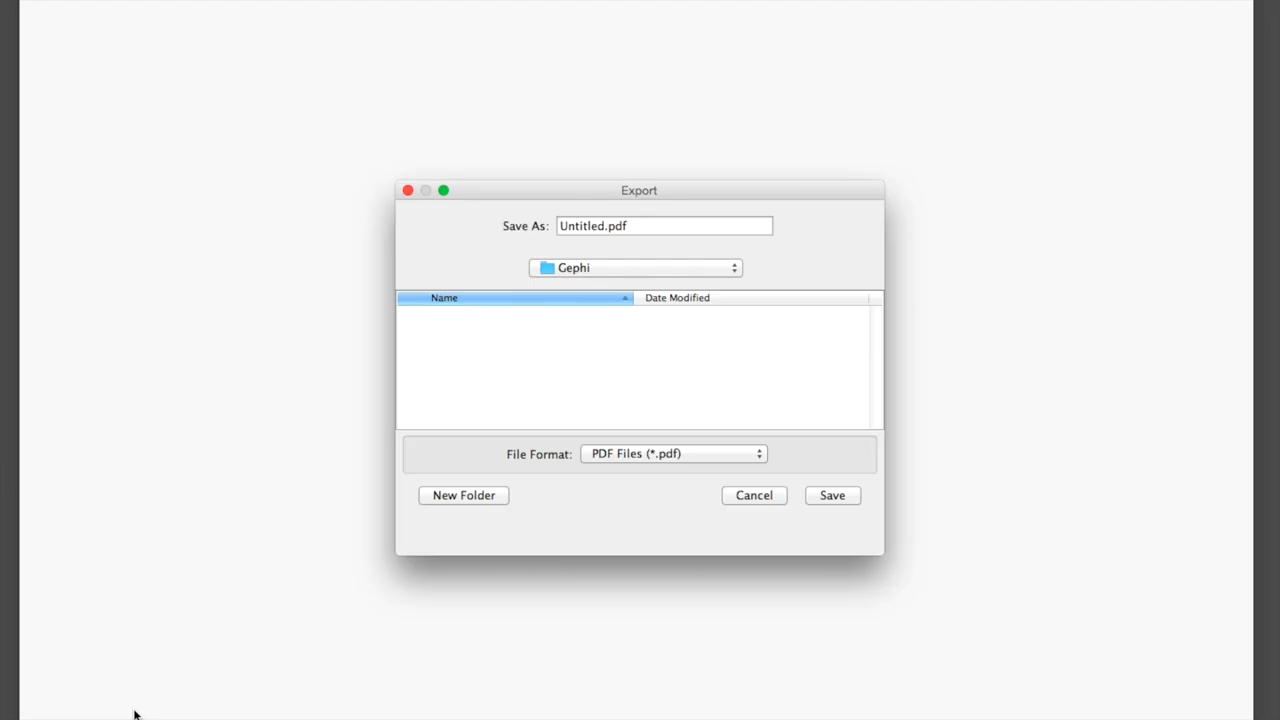 Export
Save As: Untitled.pdf
Gephi
Name Date Modified
File Format: PDF Files (*.pdf)
New Folder Cancel Save